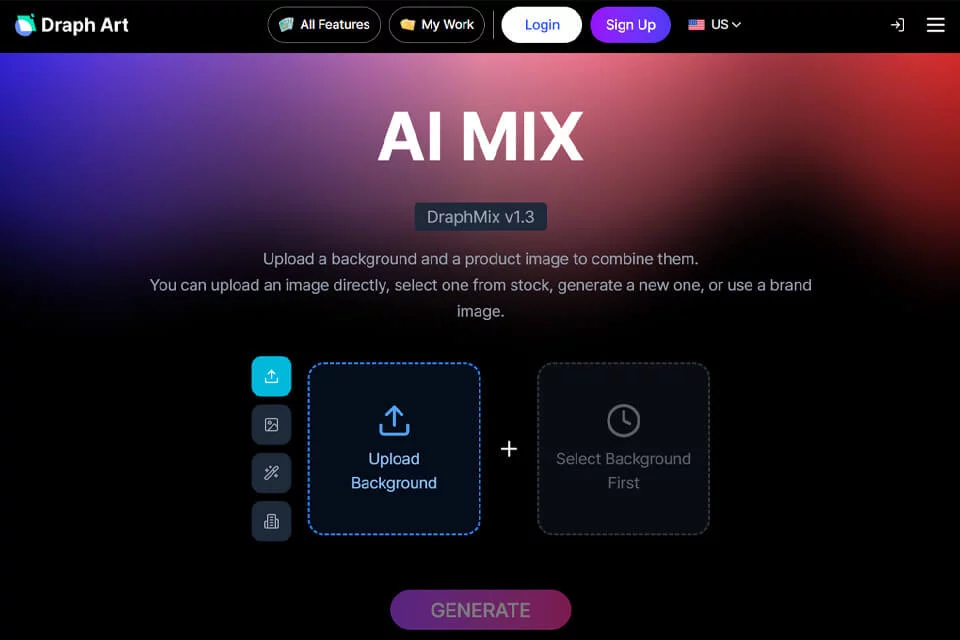 Draph Art
All Features
My Work
Login
Sign Up
US
AI MIX
DraphMix v1.3
Upload a background and a product image to combine them.
You can upload an image directly, select one from stock, generate a new one, or use a brand
image.
Upload
Background
+
Select Background
First
GENERATE